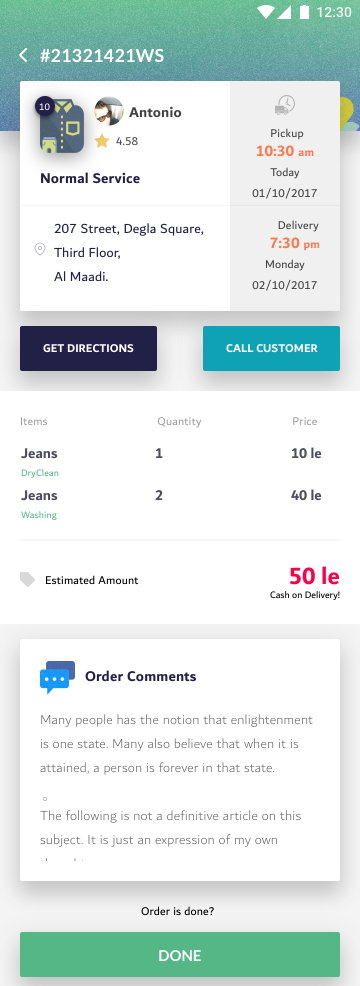 12:30
#21321421WS
10
Antonio
4.58
Normal Service
Pickup
10:30 am
Today
01/10/2017
207 Street, Degla Square,
Third Floor,
Al Maadi.
Delivery
7:30 pm
Monday
02/10/2017
GET DIRECTIONS
CALL CUSTOMER
Items Quantity Price
Jeans 1 10 le
DryClean
Jeans 2 40 le
Washing
Estimated Amount 50 le
Cash on Delivery!
Order Comments
Many people has the notion that enlightenment
is one state. Many also believe that when it is
attained, a person is forever in that state.
The following is not a definitive article on this
subject. It is just an expression of my own
Order is done?
DONE